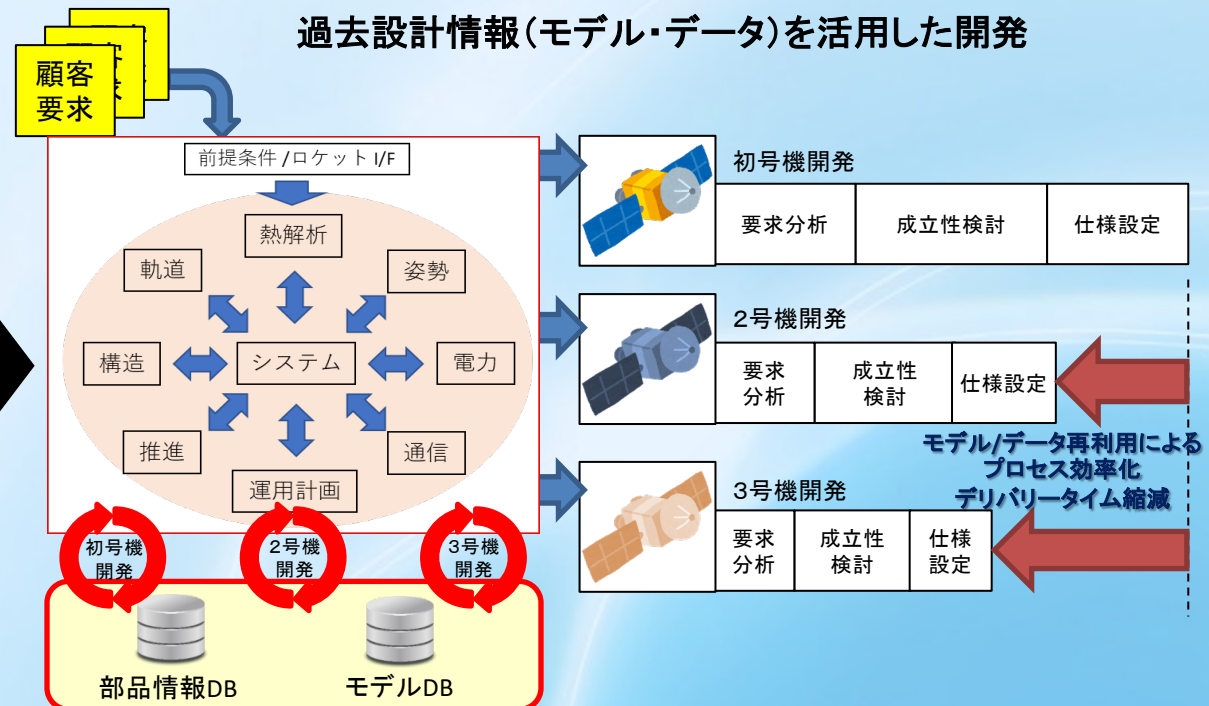 過去設計情報(モデル・データ)を活用した開発
顧客
要求
前提条件/ロケット I/F
熱解析
軌道
姿勢
構造
システム
電力
推進
通信
運用計画
初号機
開発
2号機
開発
3号機
開発
部品情報DB
モデルDB
初号機開発
要求分析
成立性検討
仕様設定
2号機開発
要求
分析
成立性
検討
仕様設定
モデル/データ再利用による
プロセス効率化
デリバリータイム縮減
3号機開発
要求
分析
成立性
検討
仕様
設定